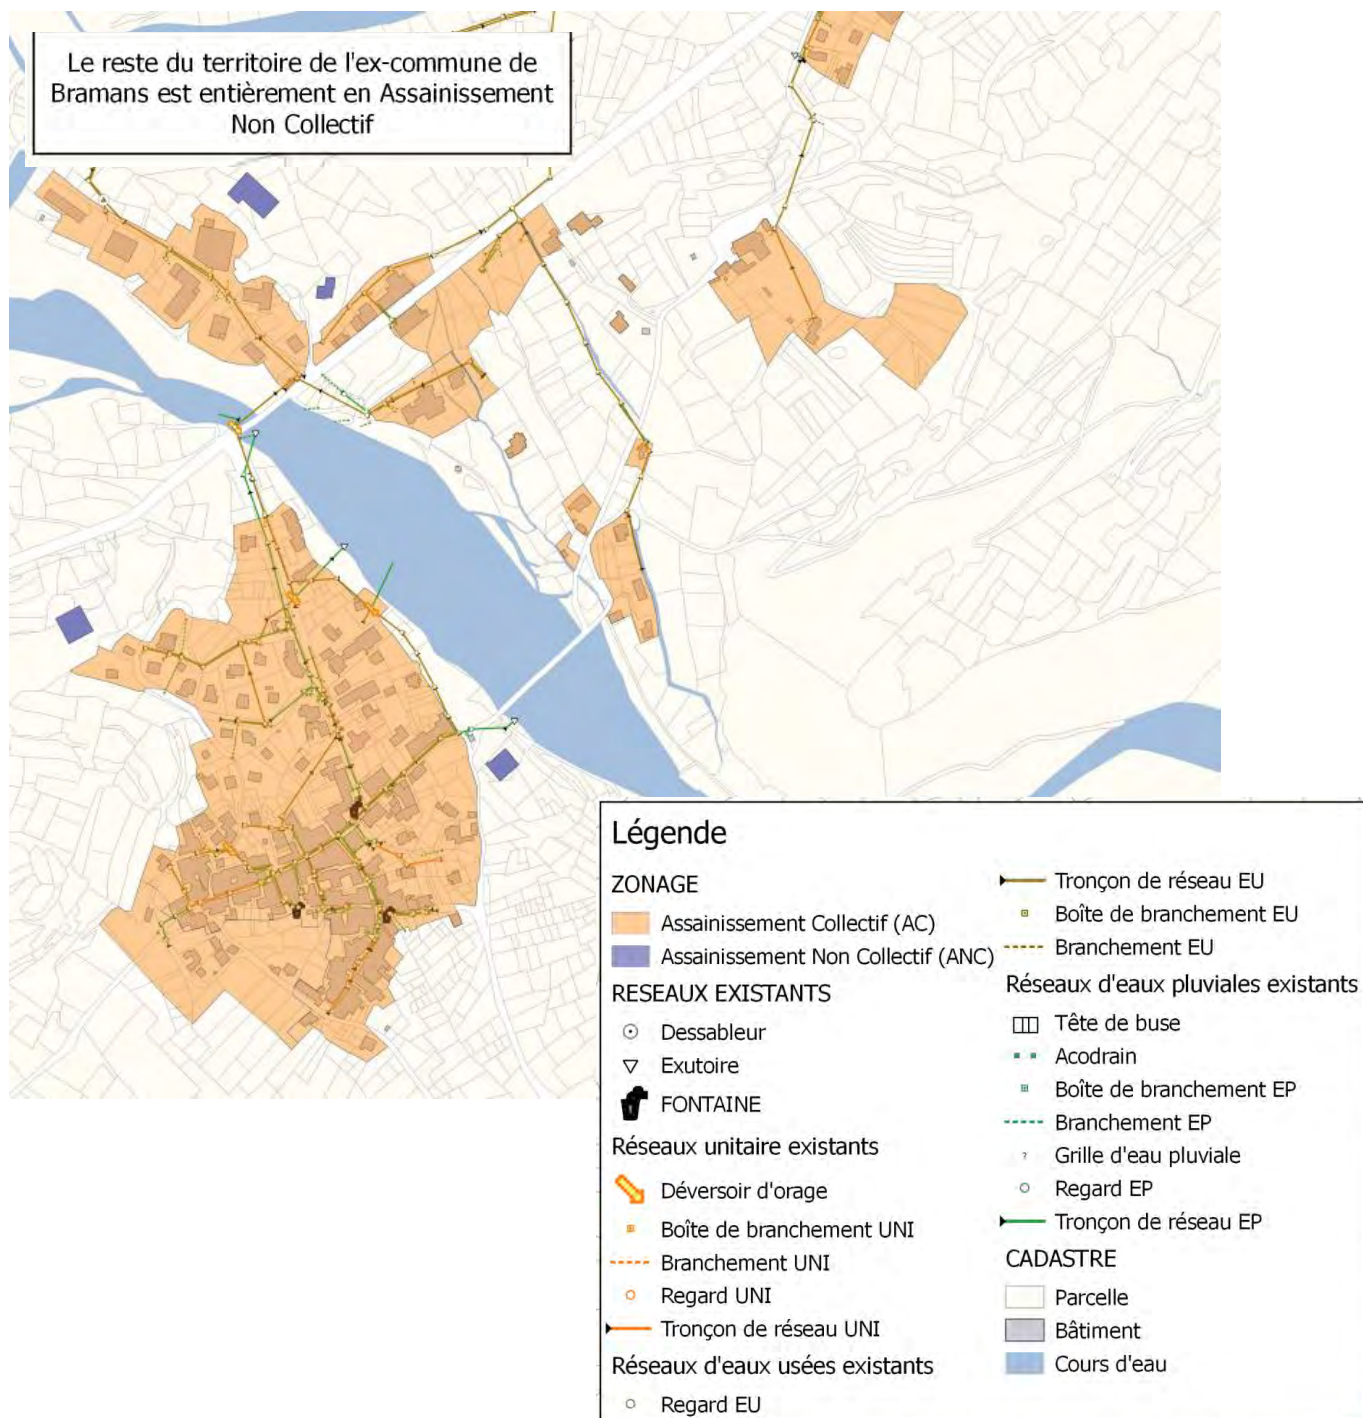 Le reste du territoire de l'ex-commune de
Bramans est entièrement en Assainissement
Non Collectif
Légende
ZONAGE
Assainissement Collectif (AC)
Assainissement Non Collectif (ANC)
RESEAUX EXISTANTS
Dessableur
Exutoire
FONTAINE
Réseaux unitaire existants
Déversoir d'orage
Boîte de branchement UNI
Branchement UNI
Regard UNI
Tronçon de réseau UNI
Réseaux d'eaux usées existants
Regard EU
Tronçon de réseau EU
Boîte de branchement EU
Branchement EU
Réseaux d'eaux pluviales existants
Tête de buse
Acodrain
Boîte de branchement EP
Branchement EP
? Grille d'eau pluviale
Regard EP
Tronçon de réseau EP
CADASTRE
Parcelle
Bâtiment
Cours d'eau